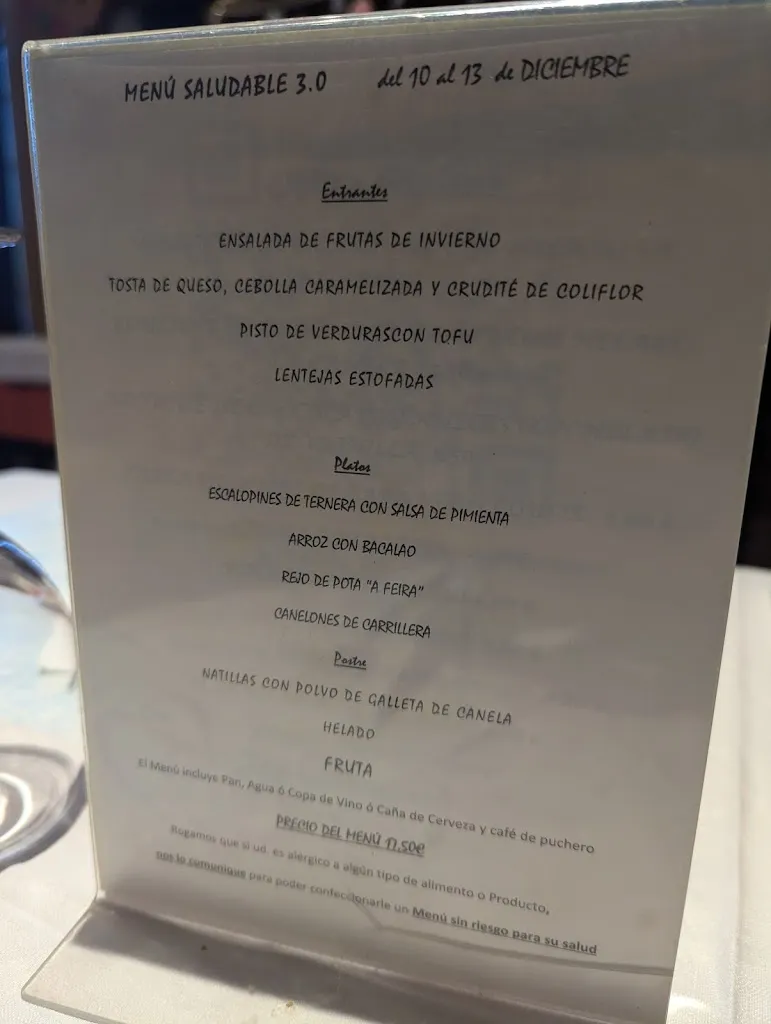 MENÚ SALUDABLE 3.0 del 10 al 13 de DICIEMBRE
Entrantes
ENSALADA DE FRUTAS DE INVIERNO
TOSTA DE QUESO, CEBOLLA CARAMELIZADA Y CRUDITÉ DE COLIFLOR
PISTO DE VERDURASCON TOFU
LENTEJAS ESTOFADAS
Platos
ESCALOPINES DE TERNERA CON SALSA DE PIMIENTA
ARROZ CON BACALAO
REJO DE POTA "A FEIRA"
CANELONES DE CARRILLERA
Postre
NATILLAS CON POLVO DE GALLETA DE CANELA
HELADO
FRUTA
El Menú incluye Pan, Agua ó Copa de Vino ó Caña de Cerveza y café de puchero
PRECIO DEL MENÚ 17.50€
Rogamos que si ud. es alérgico a algún tipo de alimento o Producto,
nos lo comunique para poder confeccionarle un Menú sin riesgo para su salud